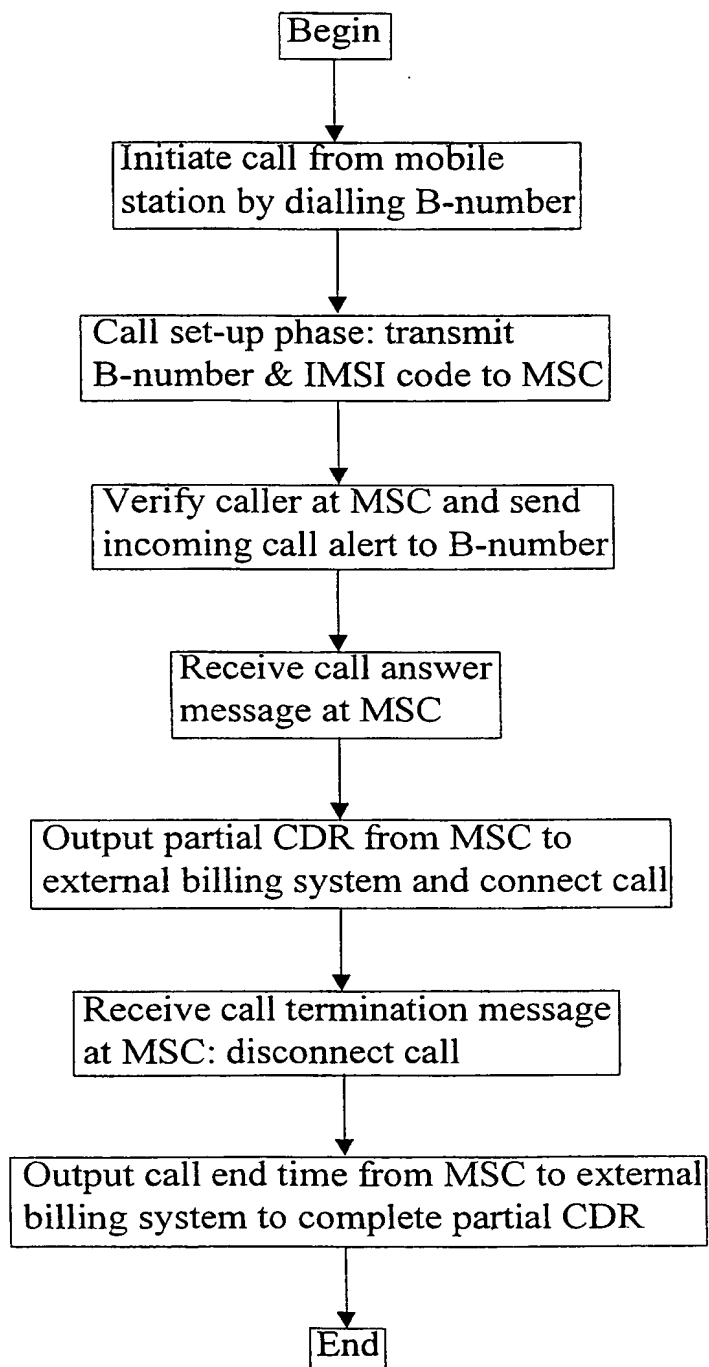 Begin
Initiate call from mobile
station by dialling B-number
Call set-up phase: transmit
B-number & IMSI code to MSC
Verify caller at MSC and send
incoming call alert to B-number
Receive call answer
message at MSC
Output partial CDR from MSC to
external billing system and connect call
Receive call termination message
at MSC: disconnect call
Output call end time from MSC to external
billing system to complete partial CDR
End